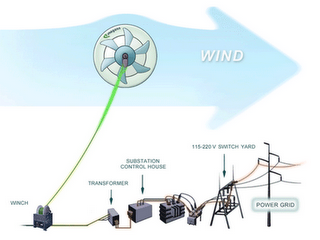 WIND
115-220 V SWITCH YARD
SUBSTATION
CONTROL HOUSE
TRANSFORMER
WINCH
POWER GRID